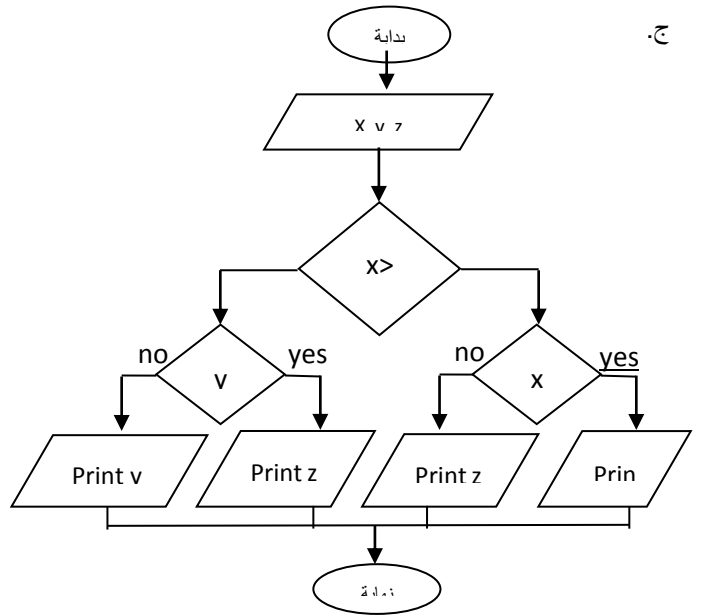 ج.
بداية
x y z
x>
no
y
yes
no
x
yes
Print y
Print z
Print z
Prin
نهاية